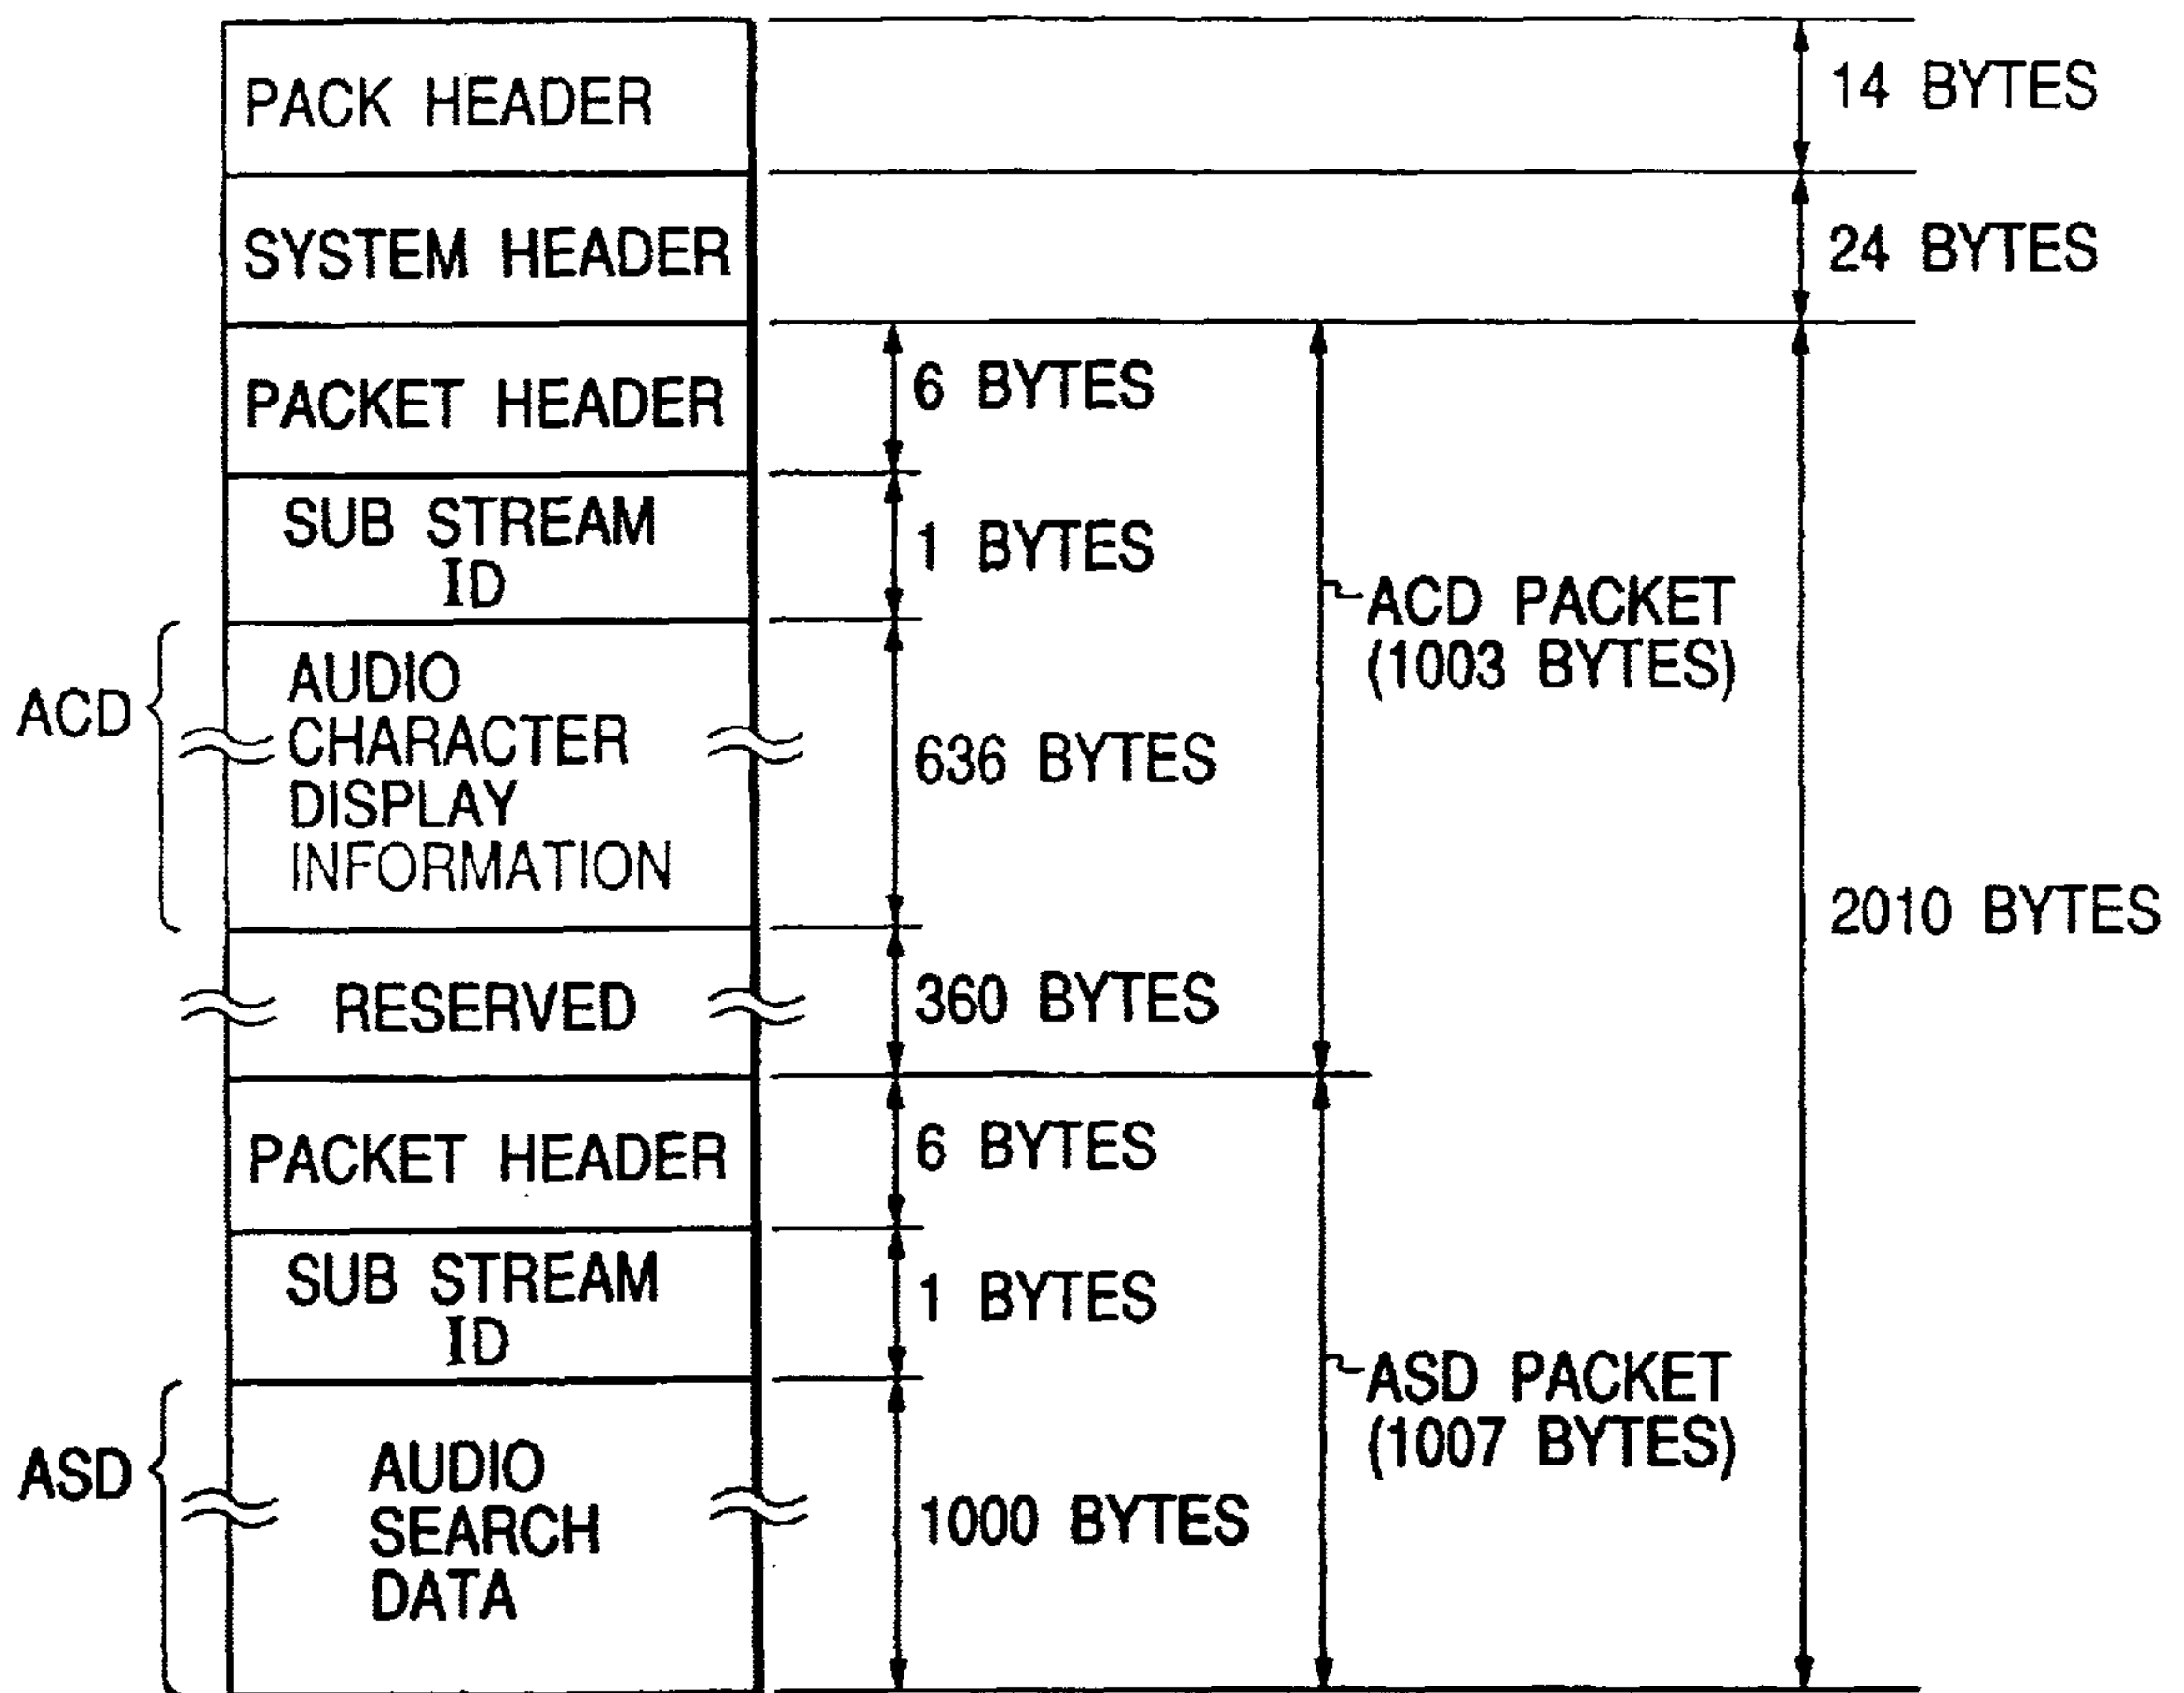 PACK HEADER
14 BYTES
SYSTEM HEADER
24 BYTES
PACKET HEADER
6 BYTES
SUB STREAM
ID
1 BYTES
ACD PACKET
(1003 BYTES)
ACD
AUDIO
CHARACTER
DISPLAY
INFORMATION
636 BYTES
2010 BYTES
RESERVED
360 BYTES
PACKET HEADER
6 BYTES
SUB STREAM
ID
1 BYTES
ASD PACKET
(1007 BYTES)
ASD
AUDIO
SEARCH
DATA
1000 BYTES